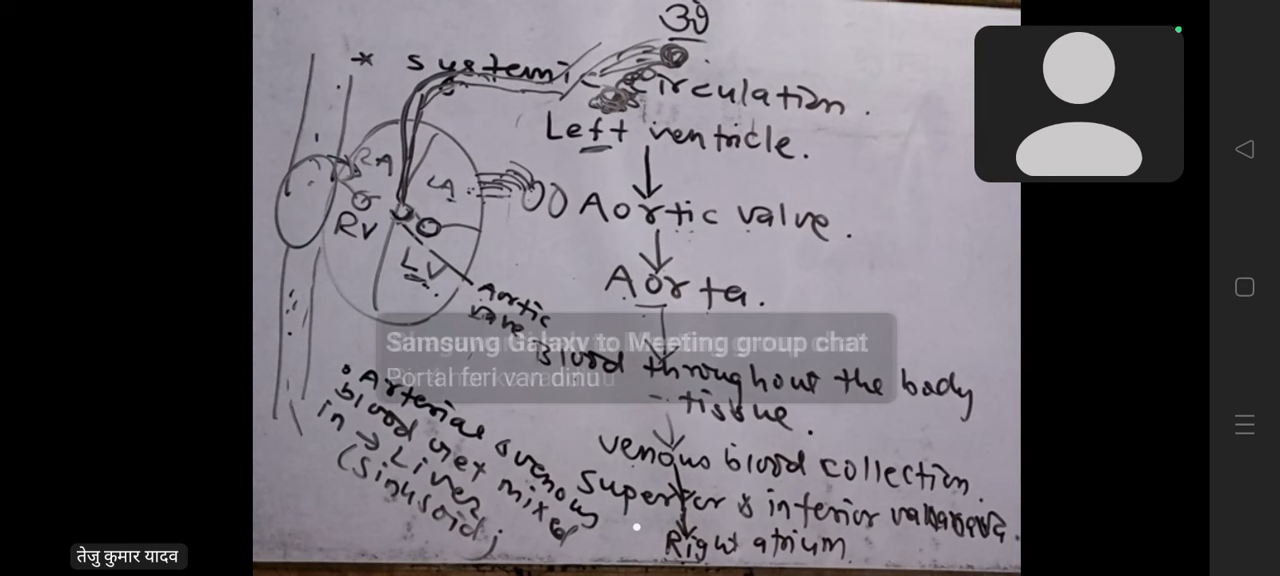 उ७
* systemic circulation.
Left ventricle.
RA
LA
Aortic valve.
RV
LV
Aorta.
Aortic
valve
Samsung Galaxy to Meeting group chat
Portal feri van dinu
Blood throughout the body
- tissue.
• Arterial & venous
blood get mixed
in → Liver
(Sinusoid)
venous blood collection.
Superior & inferior
Right atrium
तेजु कुमार यादव